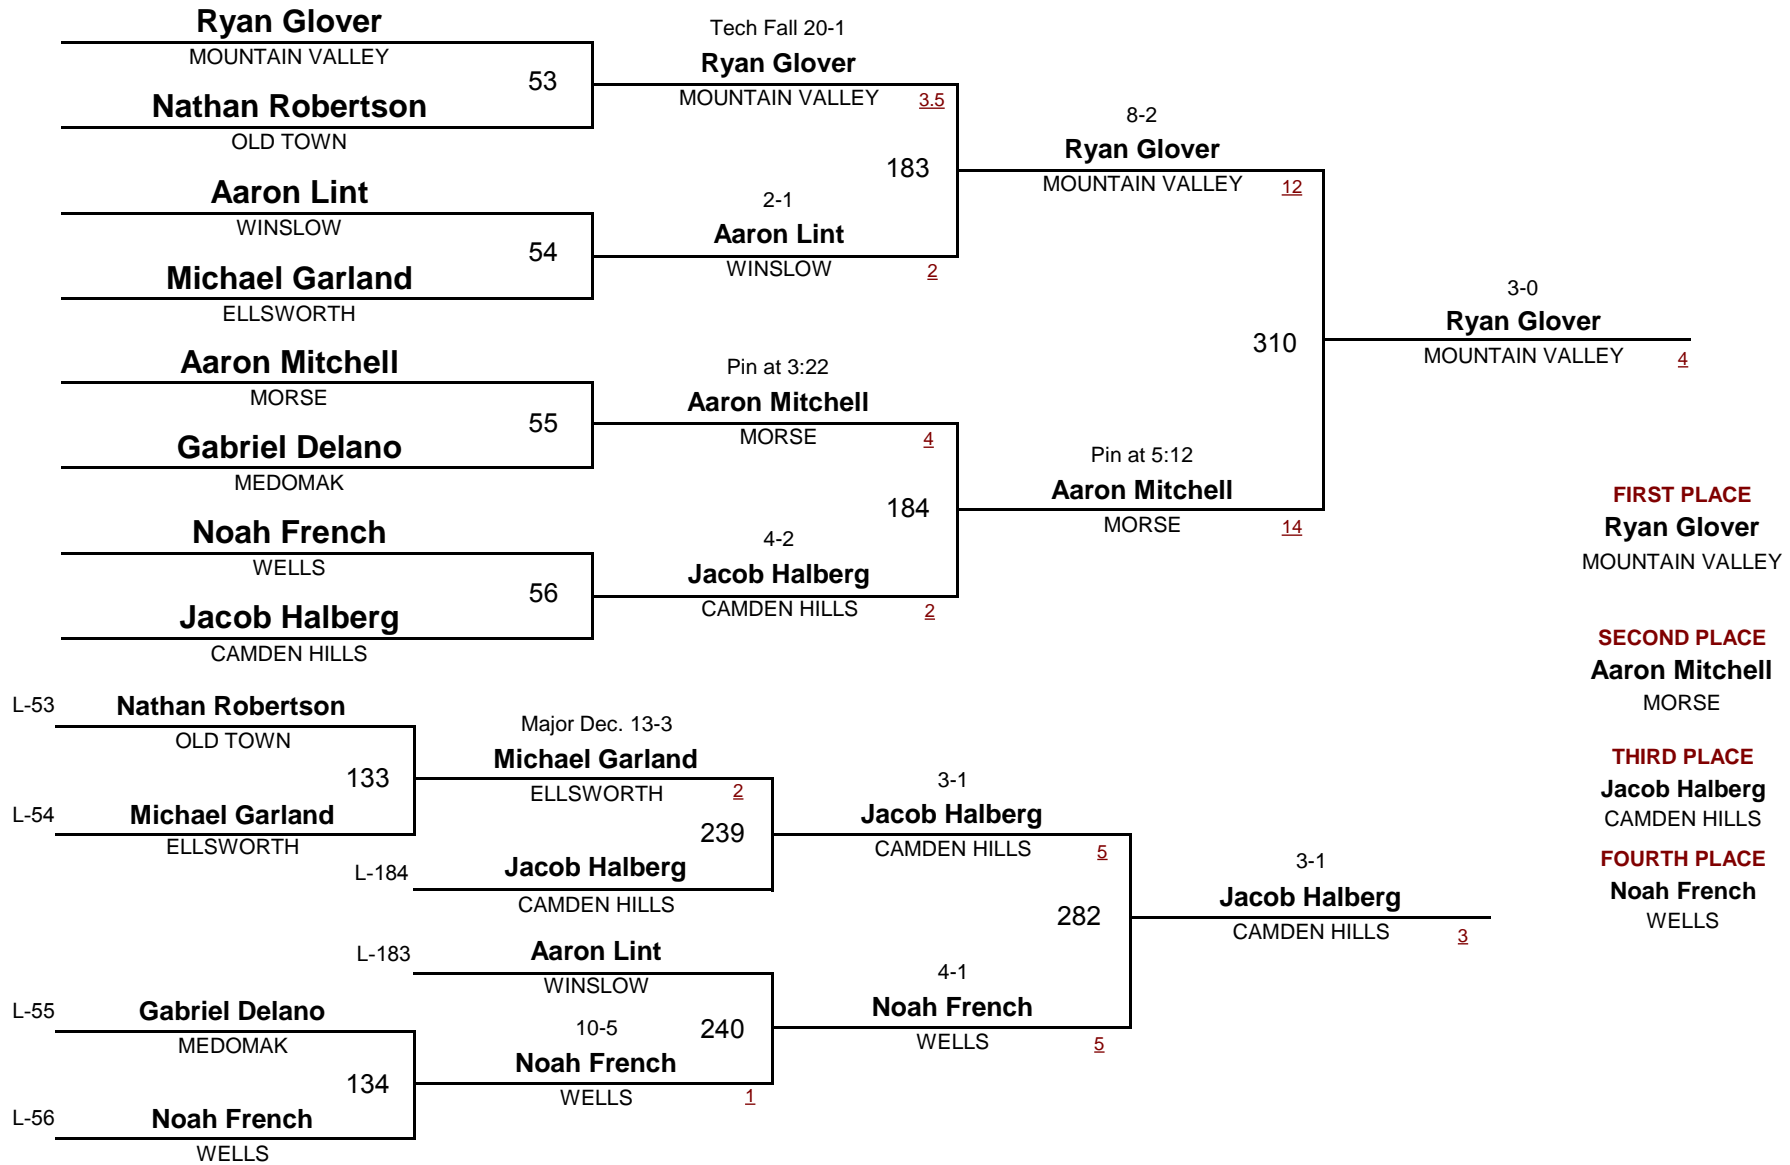 Ryan Glover
MOUNTAIN VALLEY
53
Nathan Robertson
OLD TOWN
Aaron Lint
WINSLOW
54
Michael Garland
ELLSWORTH
Aaron Mitchell
MORSE
55
Gabriel Delano
MEDOMAK
Noah French
WELLS
56
Jacob Halberg
CAMDEN HILLS
Tech Fall 20-1
Ryan Glover
MOUNTAIN VALLEY 3.5
183
2-1
Aaron Lint
WINSLOW 2
Pin at 3:22
Aaron Mitchell
MORSE 4
184
4-2
Jacob Halberg
CAMDEN HILLS 2
8-2
Ryan Glover
MOUNTAIN VALLEY 12
310
Pin at 5:12
Aaron Mitchell
MORSE 14
3-0
Ryan Glover
MOUNTAIN VALLEY 4
FIRST PLACE
Ryan Glover
MOUNTAIN VALLEY
SECOND PLACE
Aaron Mitchell
MORSE
THIRD PLACE
Jacob Halberg
CAMDEN HILLS
FOURTH PLACE
Noah French
WELLS
L-53 Nathan Robertson
OLD TOWN
133
L-54 Michael Garland
ELLSWORTH
L-55 Gabriel Delano
MEDOMAK
134
L-56 Noah French
WELLS
Major Dec. 13-3
Michael Garland
ELLSWORTH 2
239
L-184 Jacob Halberg
CAMDEN HILLS
L-183 Aaron Lint
WINSLOW
10-5 240
Noah French
WELLS 1
3-1
Jacob Halberg
CAMDEN HILLS 5
282
4-1
Noah French
WELLS 5
3-1
Jacob Halberg
CAMDEN HILLS 3